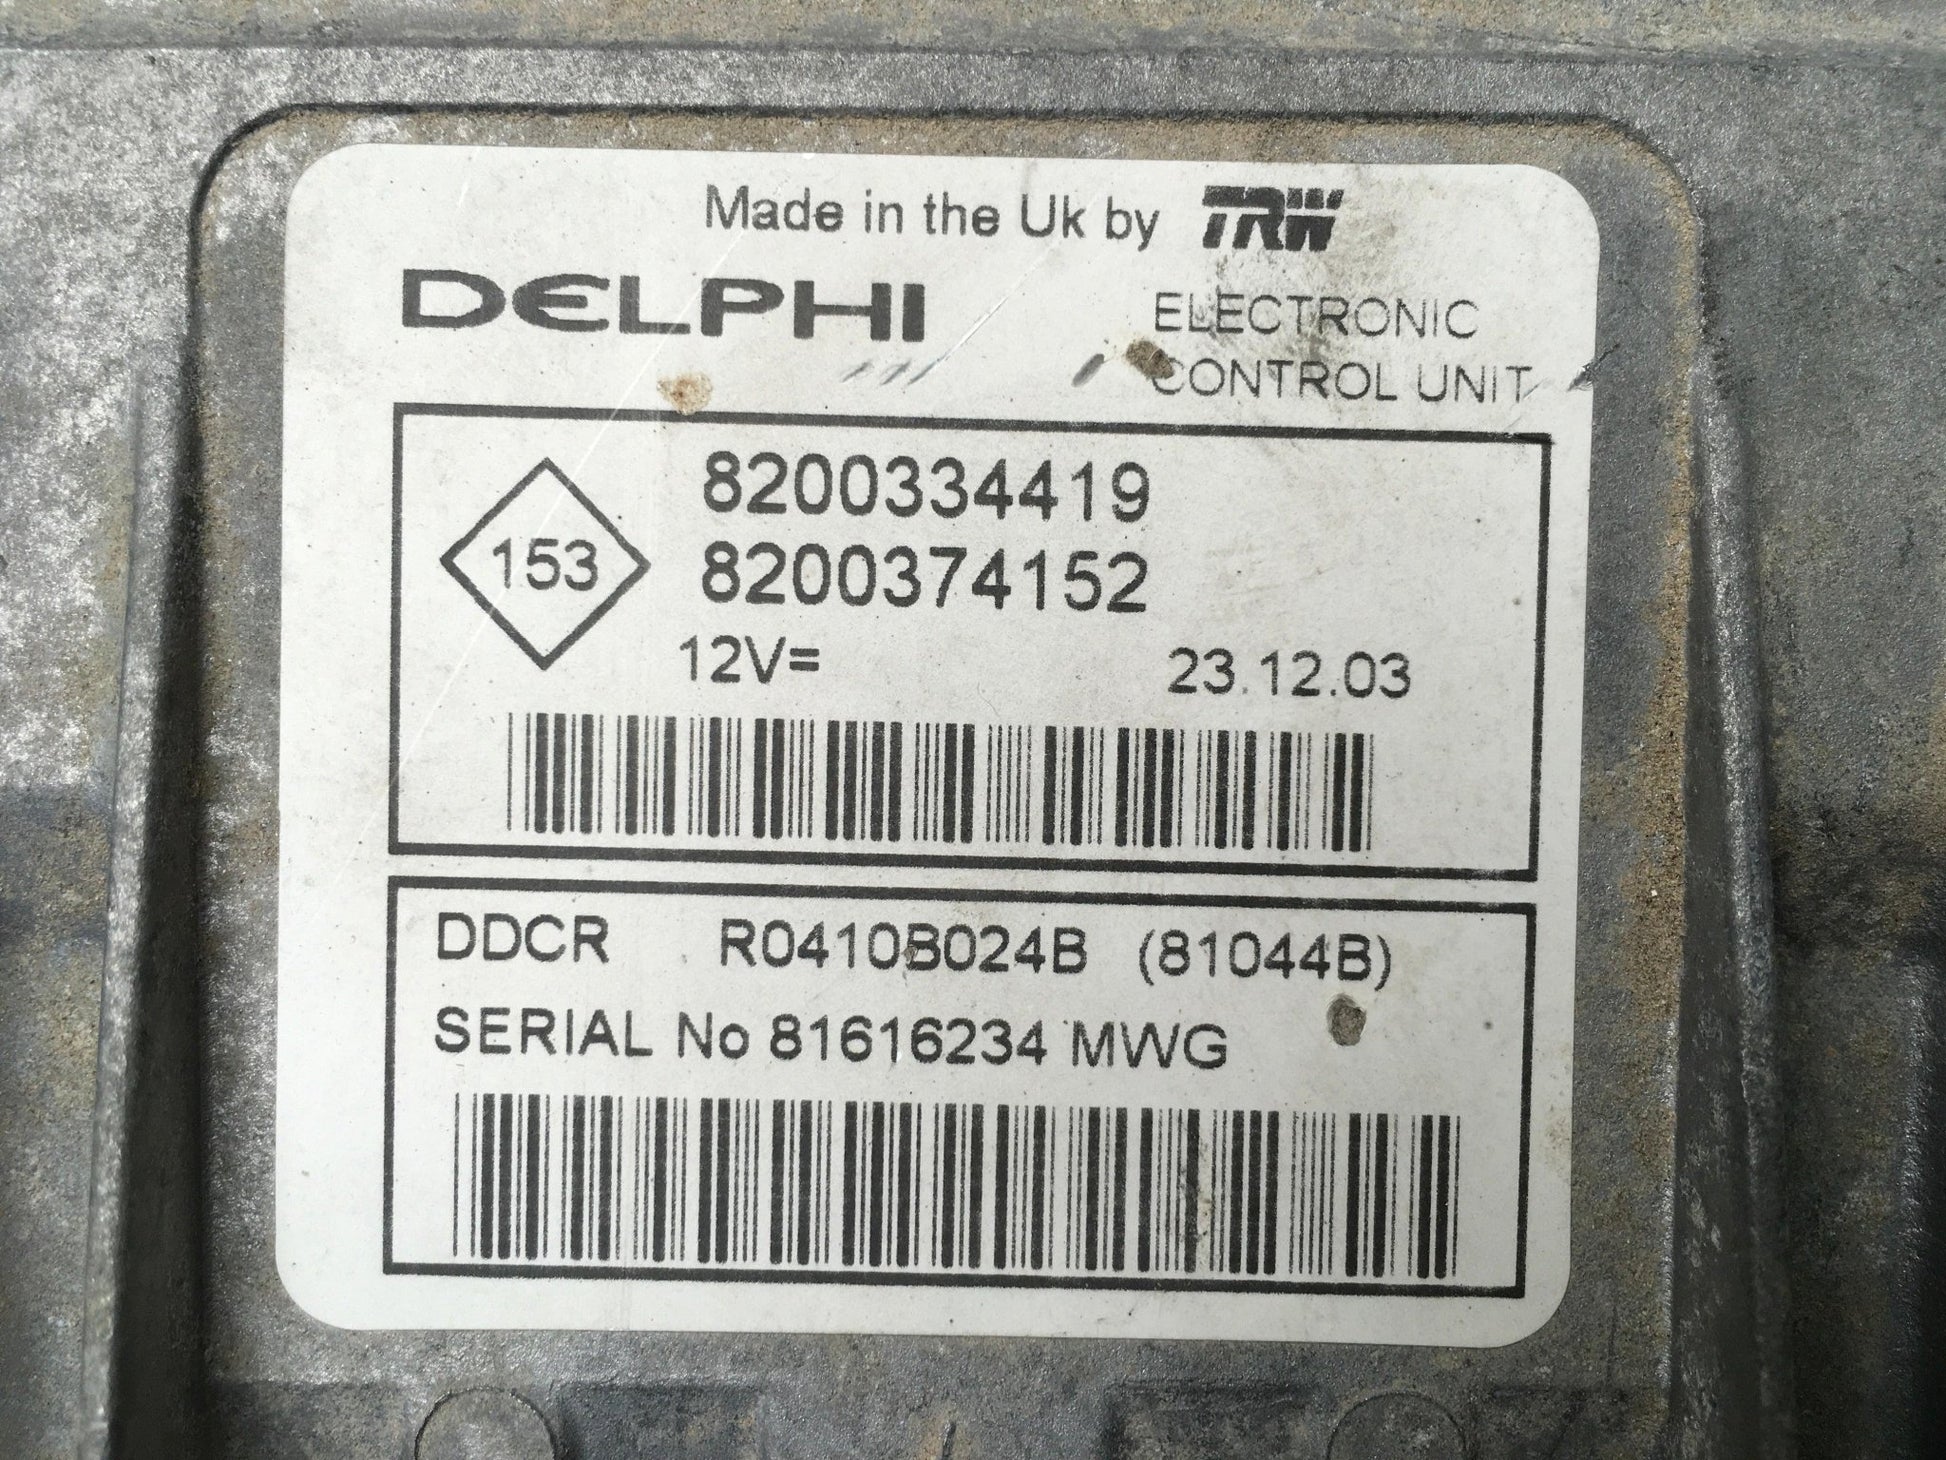 Made in the Uk by TRW
DELPHI
ELECTRONIC
CONTROL UNIT
153
8200334419
8200374152
12V= 23.12.03
DDCR R0410B024B (81044B)
SERIAL No 81616234 MWG